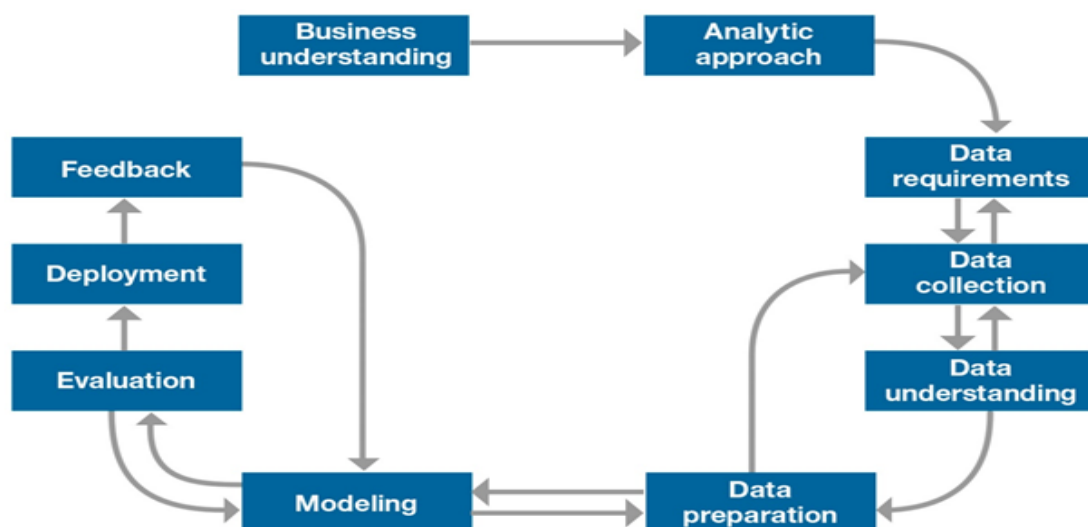 Business
understanding
Analytic
approach
Feedback
Data
requirements
Deployment
Data
collection
Evaluation
Data
understanding
Modeling
Data
preparation